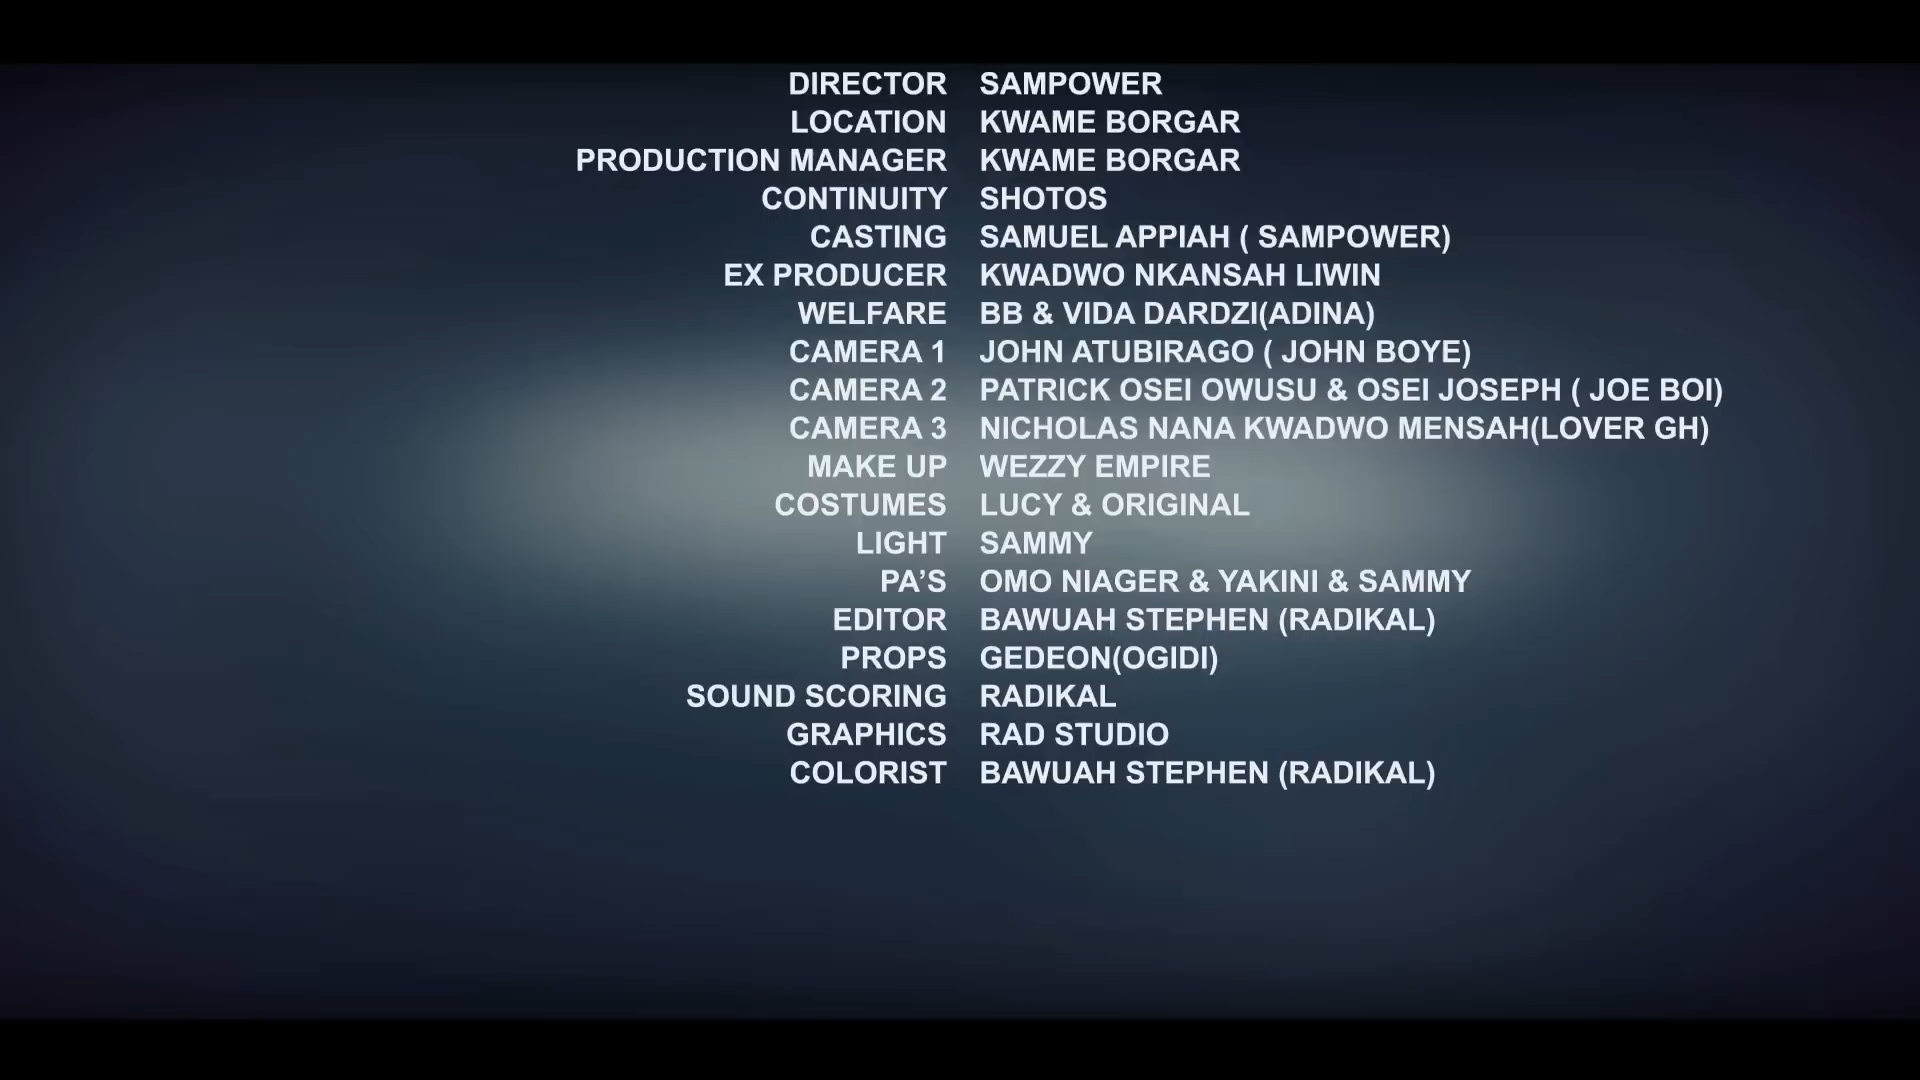 DIRECTOR SAMPOWER
LOCATION KWAME BORGAR
PRODUCTION MANAGER KWAME BORGAR
CONTINUITY SHOTOS
CASTING SAMUEL APPIAH ( SAMPOWER)
EX PRODUCER KWADWO NKANSAH LIWIN
WELFARE BB & VIDA DARDZI(ADINA)
CAMERA 1 JOHN ATUBIRAGO ( JOHN BOYE)
CAMERA 2 PATRICK OSEI OWUSU & OSEI JOSEPH ( JOE BOI)
CAMERA 3 NICHOLAS NANA KWADWO MENSAH(LOVER GH)
MAKE UP WEZZY EMPIRE
COSTUMES LUCY & ORIGINAL
LIGHT SAMMY
PA’S OMO NIAGER & YAKINI & SAMMY
EDITOR BAWUAH STEPHEN (RADIKAL)
PROPS GEDEON(OGIDI)
SOUND SCORING RADIKAL
GRAPHICS RAD STUDIO
COLORIST BAWUAH STEPHEN (RADIKAL)